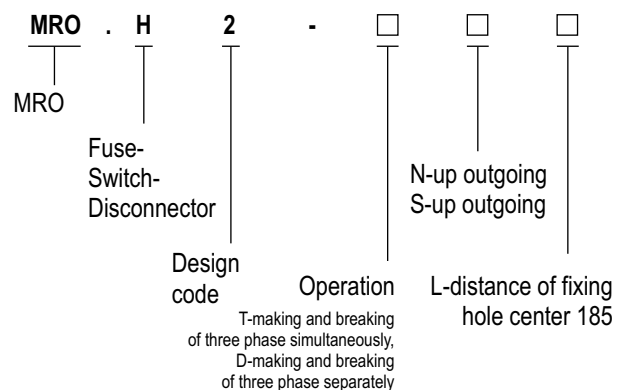 MRO . H 2 - □ □ □
MRO
Fuse-
Switch-
Disconnector
Design
code
Operation
T-making and breaking
of three phase simultaneously,
D-making and breaking
of three phase separately
N-up outgoing
S-up outgoing
L-distance of fixing
hole center 185